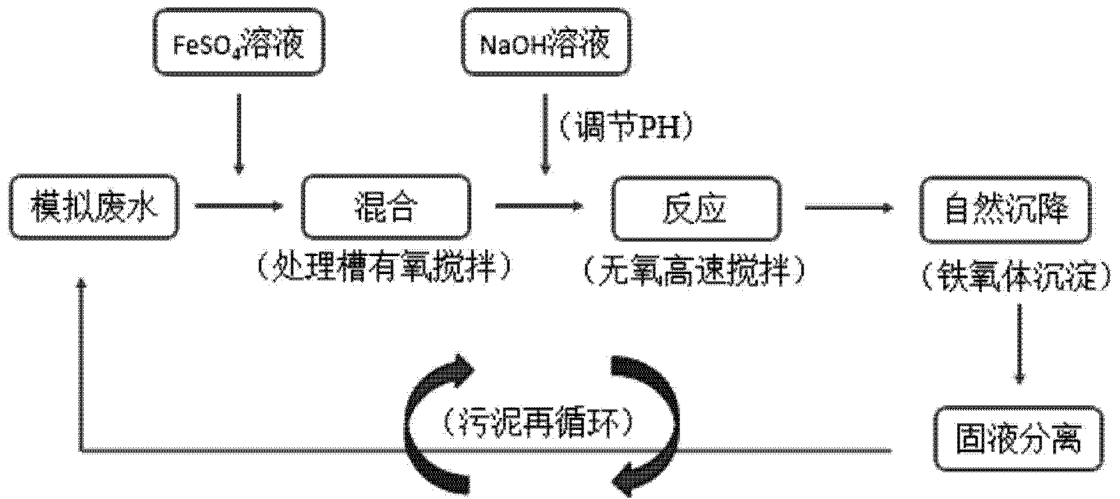 FeSO₄溶液
NaOH溶液
（调节PH）
模拟废水
混合
反应
自然沉降
（处理槽有氧搅拌）
（无氧高速搅拌）
（铁氧体沉淀）
（污泥再循环）
固液分离